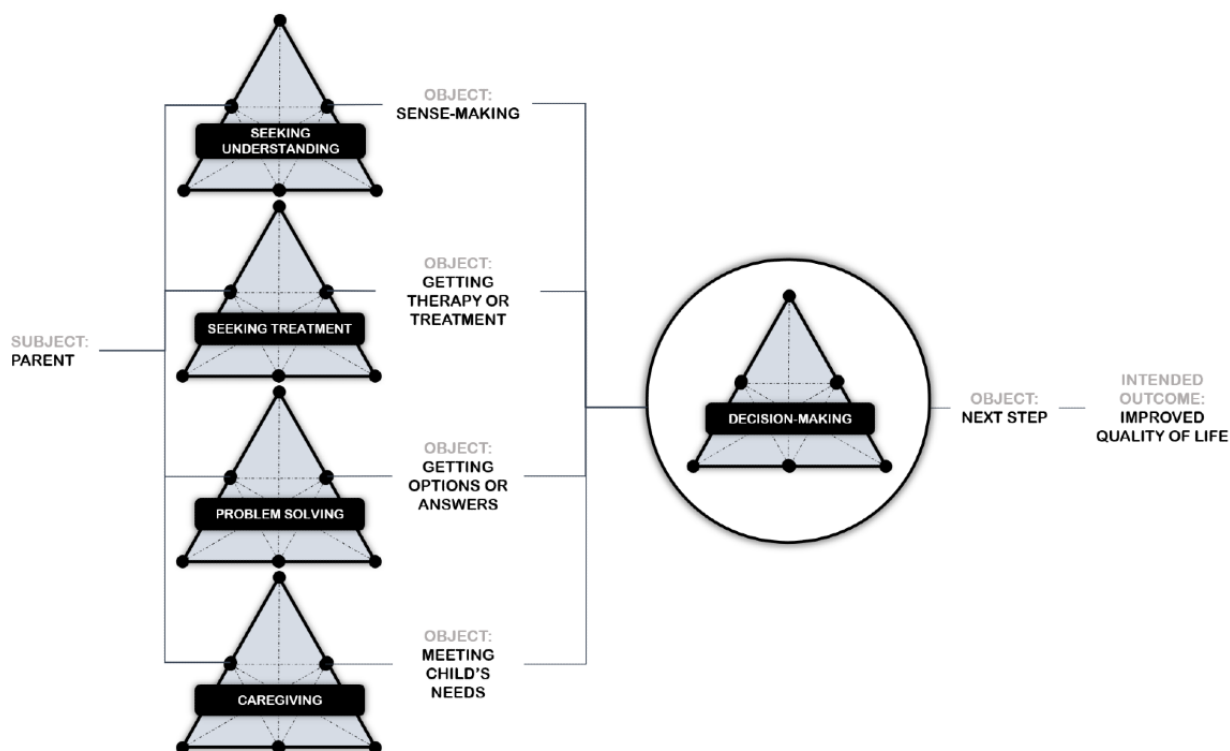 OBJECT:
SENSE-MAKING
SEEKING
UNDERSTANDING
OBJECT:
GETTING
THERAPY OR
TREATMENT
SEEKING TREATMENT
SUBJECT:
PARENT
OBJECT:
GETTING
OPTIONS OR
ANSWERS
PROBLEM SOLVING
OBJECT:
MEETING
CHILD'S
NEEDS
CAREGIVING
DECISION-MAKING
OBJECT:
NEXT STEP
INTENDED
OUTCOME:
IMPROVED
QUALITY OF LIFE